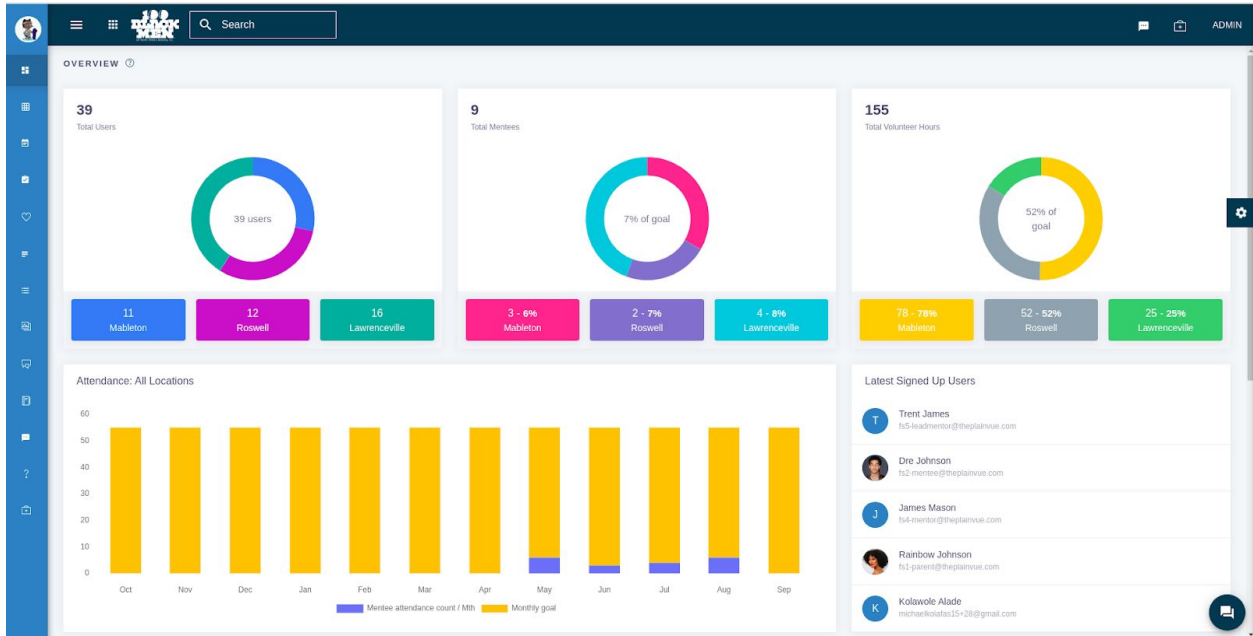 100
BLACK
MEN
Search
ADMIN
OVERVIEW
39
Total Users
39 users
11
Mableton
12
Roswell
16
Lawrenceville
9
Total Mentees
7% of goal
3 - 6%
Mableton
2 - 7%
Roswell
4 - 8%
Lawrenceville
155
Total Volunteer Hours
52% of
goal
78 - 78%
Mableton
52 - 52%
Roswell
25 - 25%
Lawrenceville
Attendance: All Locations
60
50
40
30
20
10
0
Oct Nov Dec Jan Feb Mar Apr May Jun Jul Aug Sep
Mentee attendance count / Mth Monthly goal
Latest Signed Up Users
T
Trent James
fs5-leadmentor@theplainvue.com
Dre Johnson
fs2-mentee@theplainvue.com
J
James Mason
fs4-mentor@theplainvue.com
Rainbow Johnson
fs1-parent@theplainvue.com
K
Kolawole Alade
michaelkolafas15+28@gmail.com